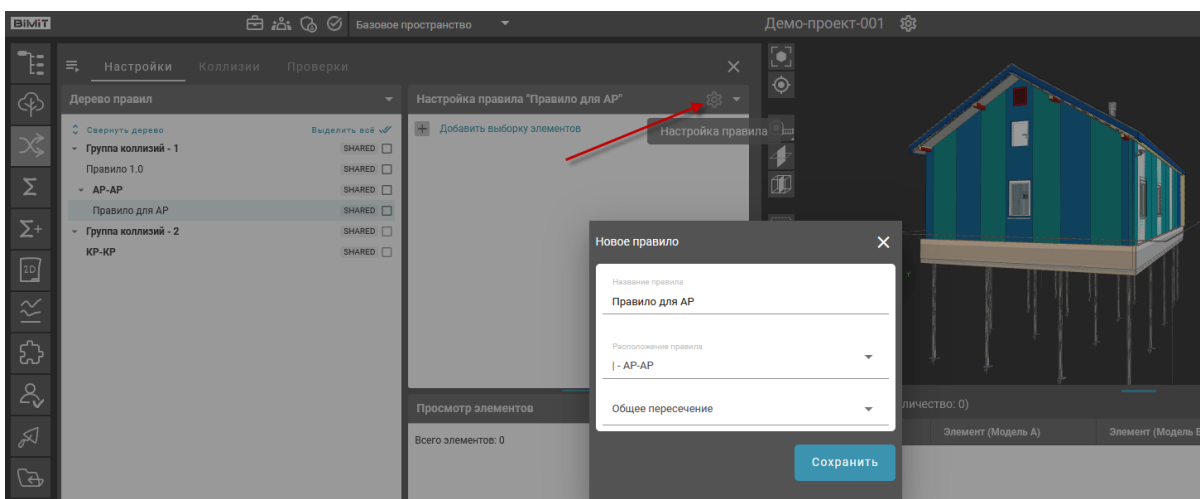 BIMiT
Базовое пространство
Демо-проект-001
Настройки Коллизии Проверки
Дерево правил
Настройка правила "Правило для АР"
Свернуть дерево Выделить всё
Добавить выборку элементов
Настройка правила
Группа коллизий - 1 SHARED
Правило 1.0 SHARED
АР-АР SHARED
Правило для АР SHARED
Группа коллизий - 2 SHARED
КР-КР SHARED
Σ
Σ+
2D
Y
Новое правило
Название правила
Правило для АР
Расположение правила
| - АР-АР
Общее пересечение
Сохранить
Просмотр элементов
Всего элементов: 0
личество: 0)
Элемент (Модель А) Элемент (Модель В